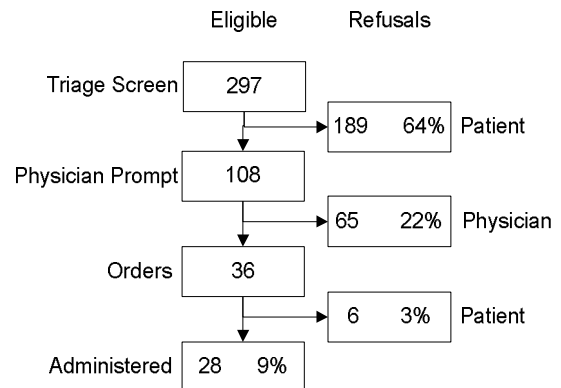 Eligible Refusals
Triage Screen 297
189 64% Patient
Physician Prompt 108
65 22% Physician
Orders 36
6 3% Patient
Administered 28 9%